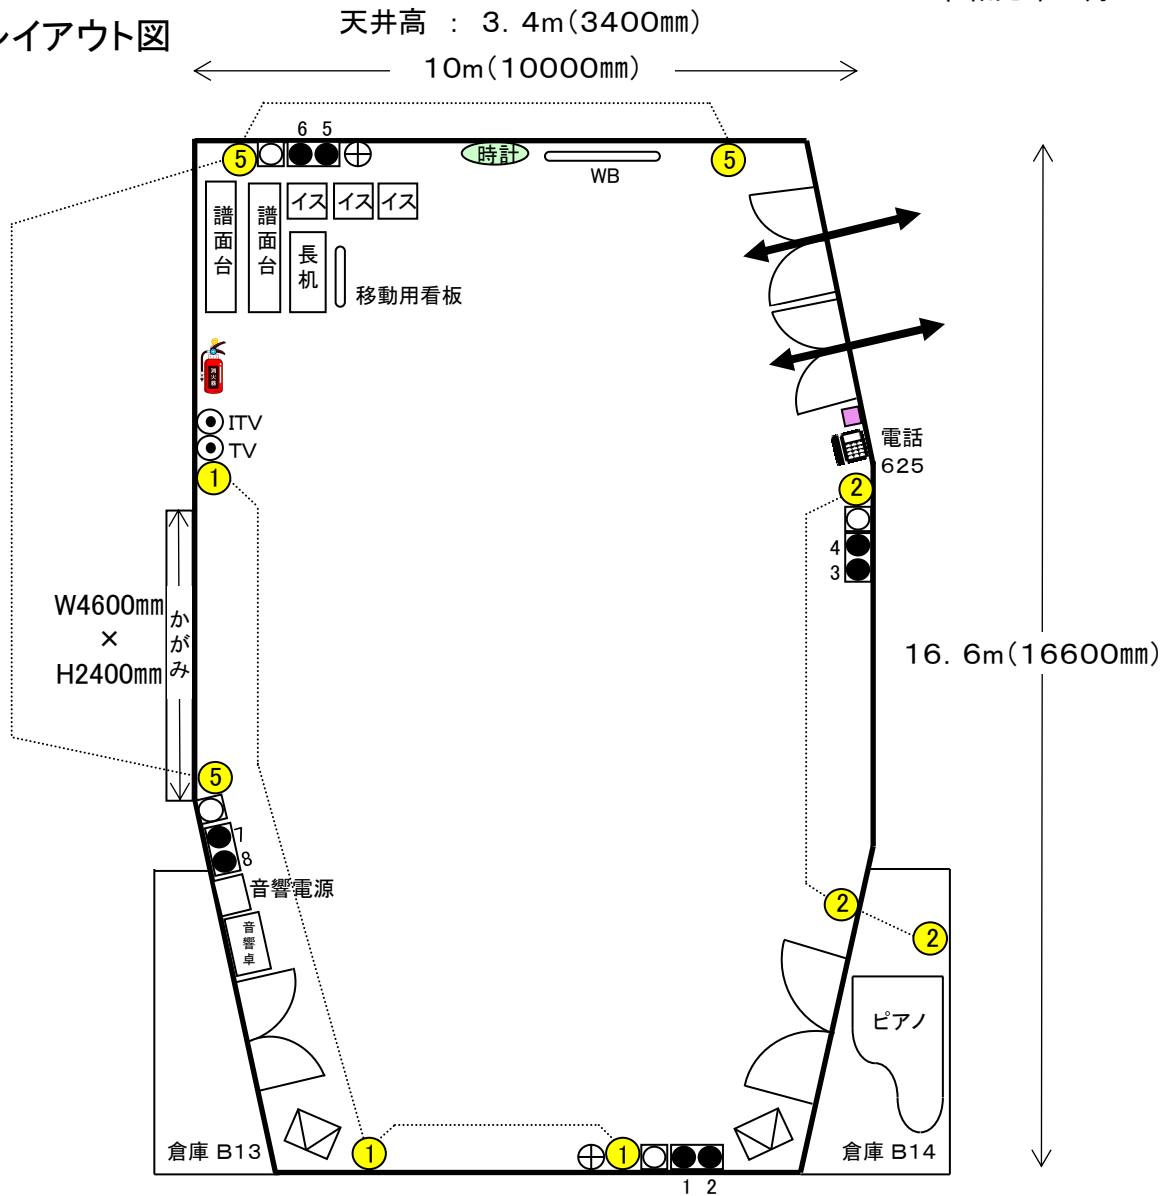 天井高 : 3.4m(3400㎜)
レイアウト図
10m(10000㎜)
6 5
5
時計
5
WB
譜面台
譜面台
イス
イス
イス
長机
移動用看板
消火器
ITV
TV
1
電話
625
2
4
3
W4600㎜
×
H2400㎜
かがみ
16.6m(16600㎜)
5
7
8
音響電源
音響卓
2
2
ピアノ
倉庫 B13
1
1
倉庫 B14
1 2